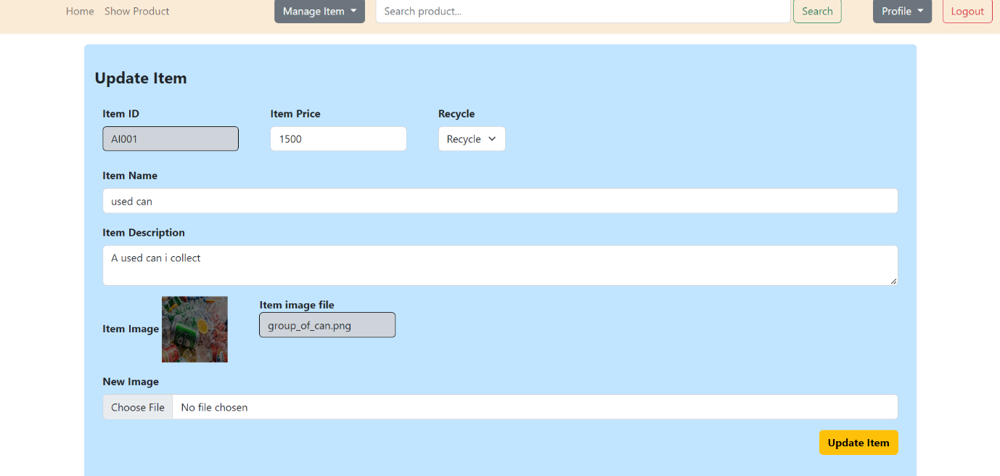 Home Show Product Manage Item Search product... Search Profile Logout
Update Item
Item ID Item Price Recycle
AI001 1500 Recycle
Item Name
used can
Item Description
A used can i collect
Item Image Item image file
group_of_can.png
New Image
Choose File No file chosen
Update Item